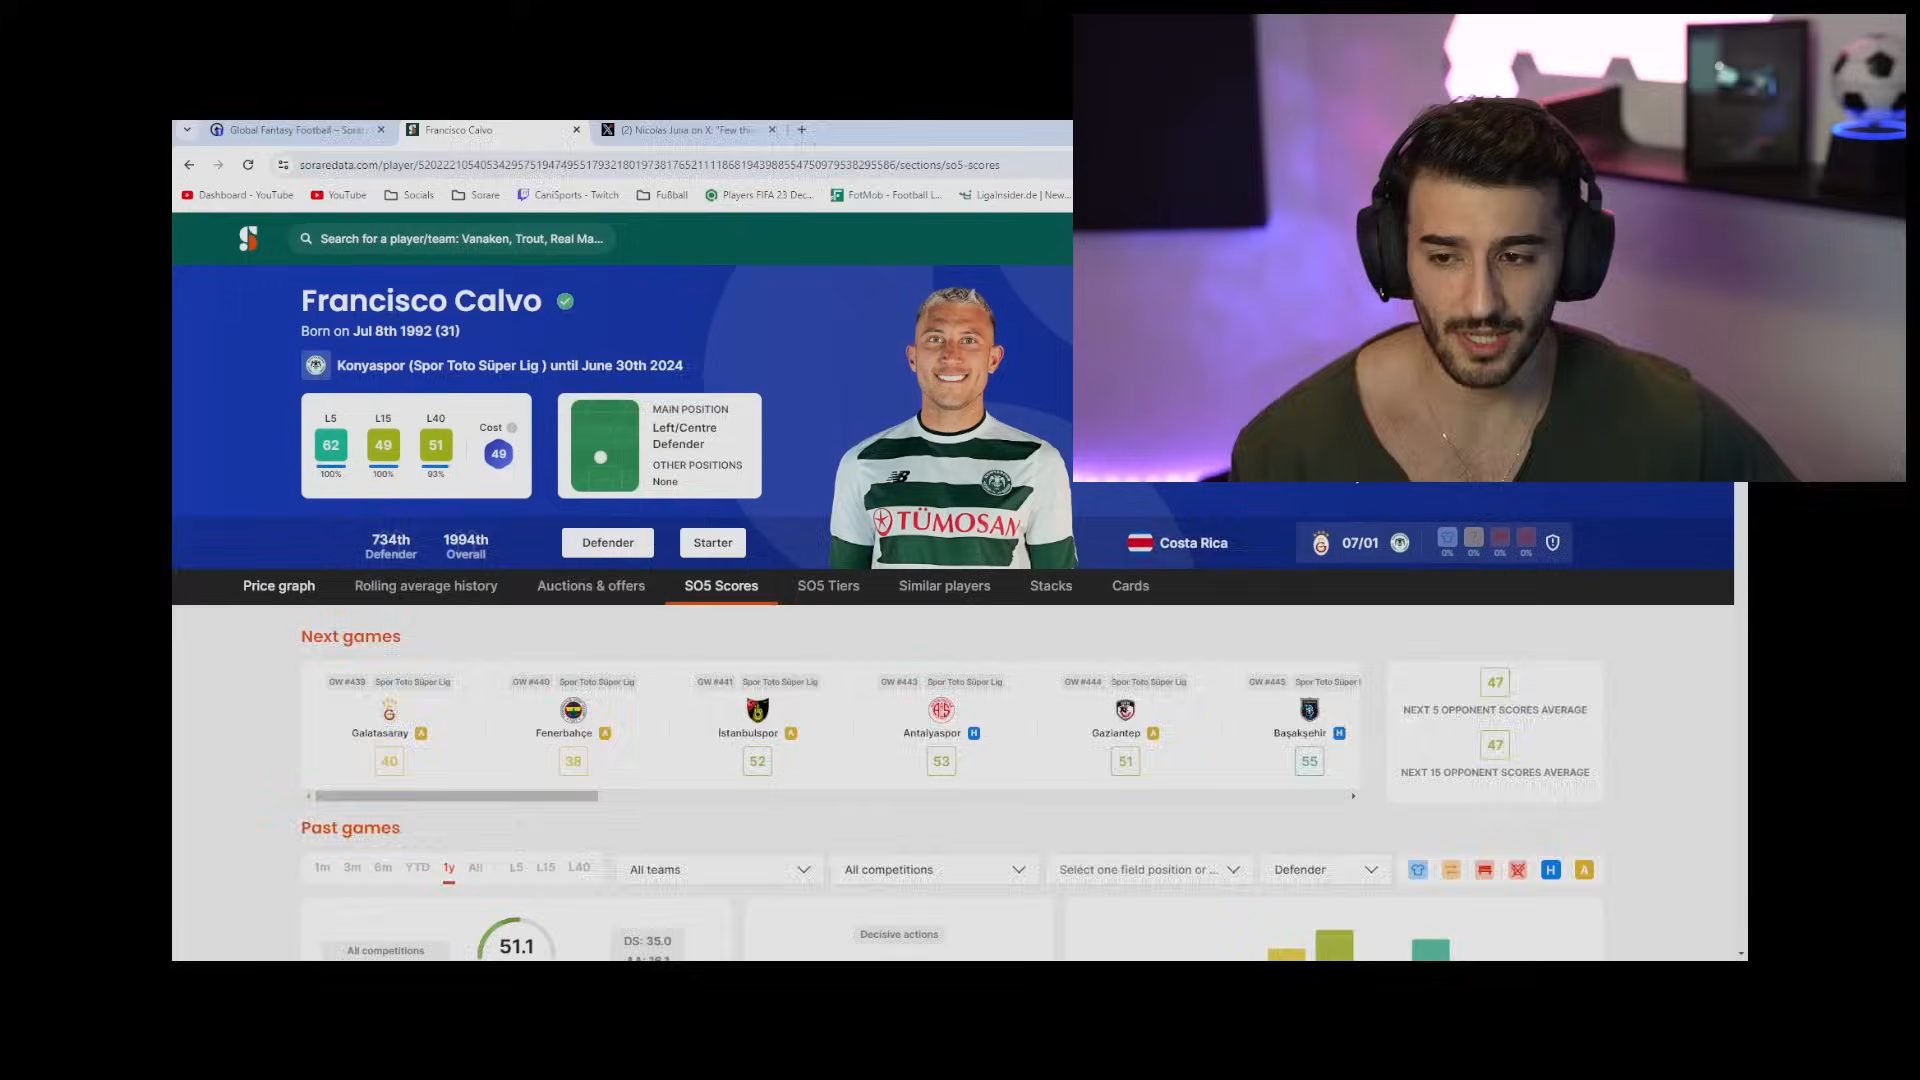 Global Fantasy Football – Sorar
Francisco Calvo
(2) Nicolas Julia on X: "Few thi
soraredata.com/player/52022210540534295751947495517932180197381765211118681943988554750979538295586/sections/so5-scores
Dashboard - YouTube
YouTube
Socials
Sorare
CaniSports - Twitch
Fußball
Players FIFA 23 Dec...
FotMob - Football L...
LigaInsider.de | New...
Search for a player/team: Vanaken, Trout, Real Ma...
Francisco Calvo
Born on Jul 8th 1992 (31)
Konyaspor (Spor Toto Süper Lig ) until June 30th 2024
L5 L15 L40 Cost
62 49 51 49
100% 100% 93%
MAIN POSITION
Left/Centre
Defender
OTHER POSITIONS
None
TÜMOSAN
734th 1994th
Defender Overall
Defender
Starter
Costa Rica
07/01
0% 0% 0% 0%
Price graph
Rolling average history
Auctions & offers
SO5 Scores
SO5 Tiers
Similar players
Stacks
Cards
Next games
GW #439 Spor Toto Süper Lig
Galatasaray A
40
GW #440 Spor Toto Süper Lig
Fenerbahçe A
38
GW #441 Spor Toto Süper Lig
İstanbulspor A
52
GW #443 Spor Toto Süper Lig
Antalyaspor H
53
GW #444 Spor Toto Süper Lig
Gaziantep A
51
GW #445 Spor Toto Süper
Başakşehir H
55
47
NEXT 5 OPPONENT SCORES AVERAGE
47
NEXT 15 OPPONENT SCORES AVERAGE
Past games
1m 3m 6m YTD 1y All L5 L15 L40
All teams
All competitions
Select one field position or ...
Defender
H
A
All competitions
51.1
DS: 35.0
Decisive actions